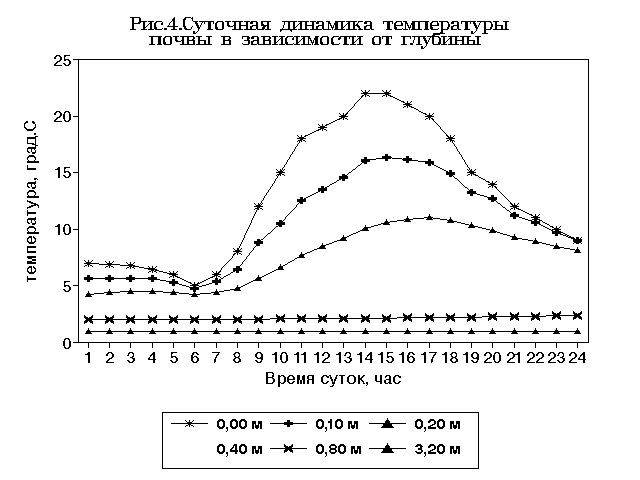 Рис.4.Суточная динамика температуры
почвы в зависимости от глубины
температура, град.С
25
20
15
10
5
0
1 2 3 4 5 6 7 8 9 10 11 12 13 14 15 16 17 18 19 20 21 22 23 24
Время суток, час
0,00 м 0,10 м 0,20 м
0,40 м 0,80 м 3,20 м